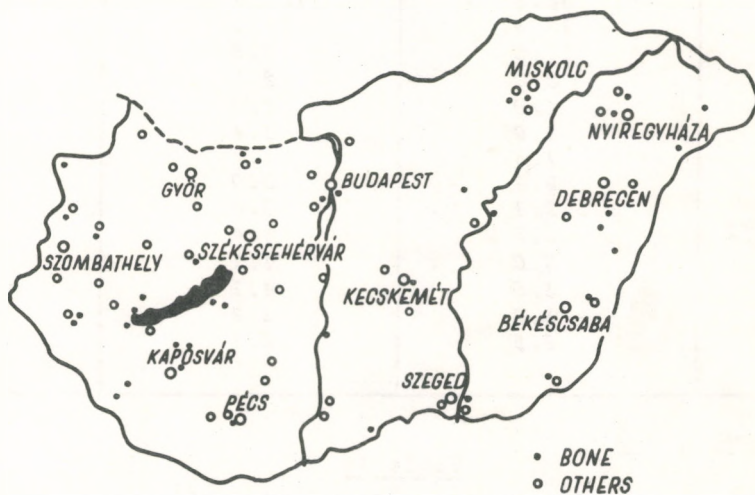 MISKOLC
NYIREGYHÁZA
GYŐR
BUDAPEST
DEBRECEN
SZOMBATHELY
SZÉKESFEHÉRVÁR
KECSKEMÉT
BÉKÉSCSABA
KAPOSVÁR
SZEGED
PÉCS
BONE
OTHERS